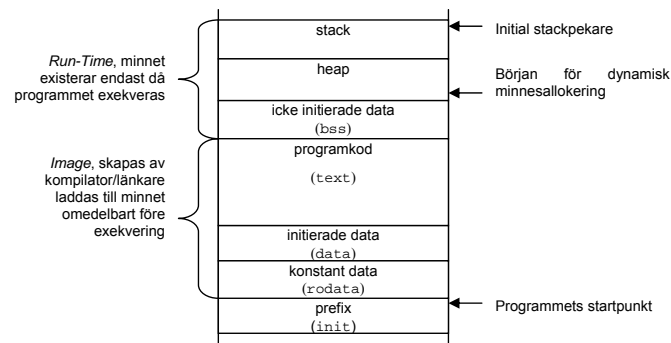 stack
Initial stackpekare
Run-Time, minnet
existerar endast då
programmet exekveras
heap
Början för dynamisk
minnesallokering
icke initierade data
(bss)
Image, skapas av
kompilator/länkare
laddas till minnet
omedelbart före
exekvering
programkod
(text)
initierade data
(data)
konstant data
(rodata)
prefix
(init)
Programmets startpunkt